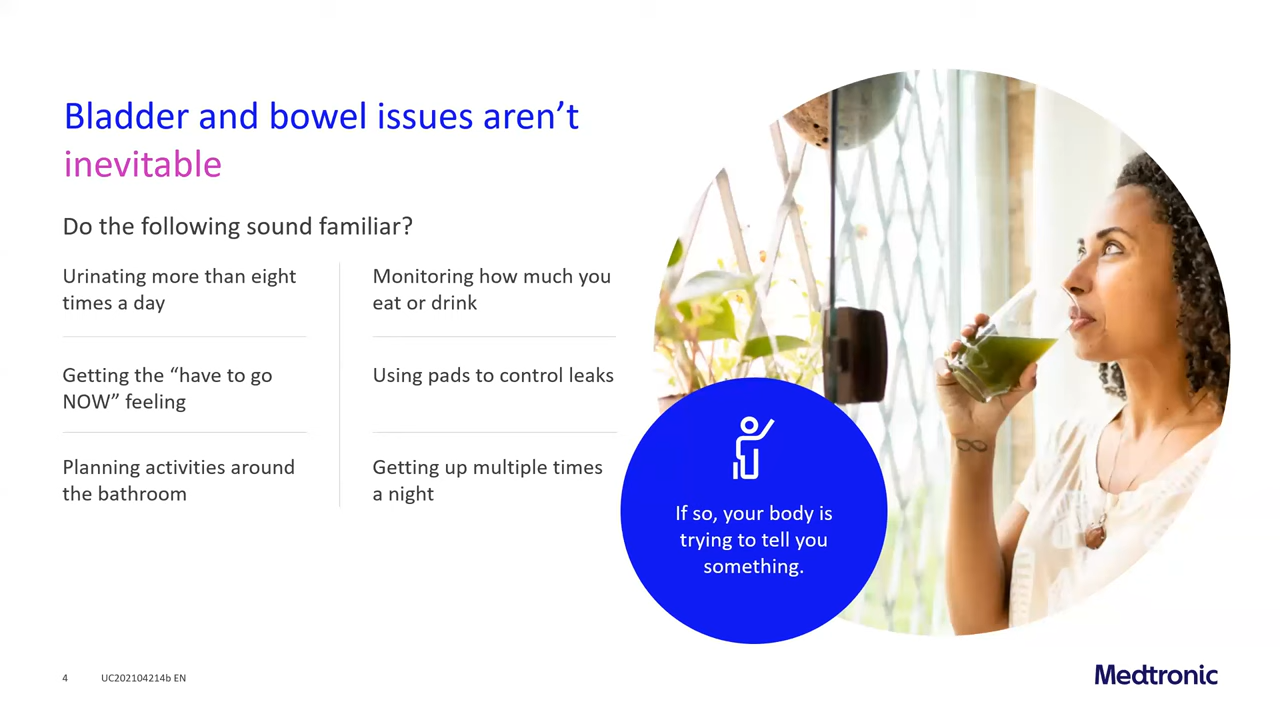 Bladder and bowel issues aren’t
inevitable
Do the following sound familiar?
Urinating more than eight
times a day
Monitoring how much you
eat or drink
Getting the “have to go
NOW” feeling
Using pads to control leaks
Planning activities around
the bathroom
Getting up multiple times
a night
If so, your body is
trying to tell you
something.
4
UC202104214b EN
Medtronic